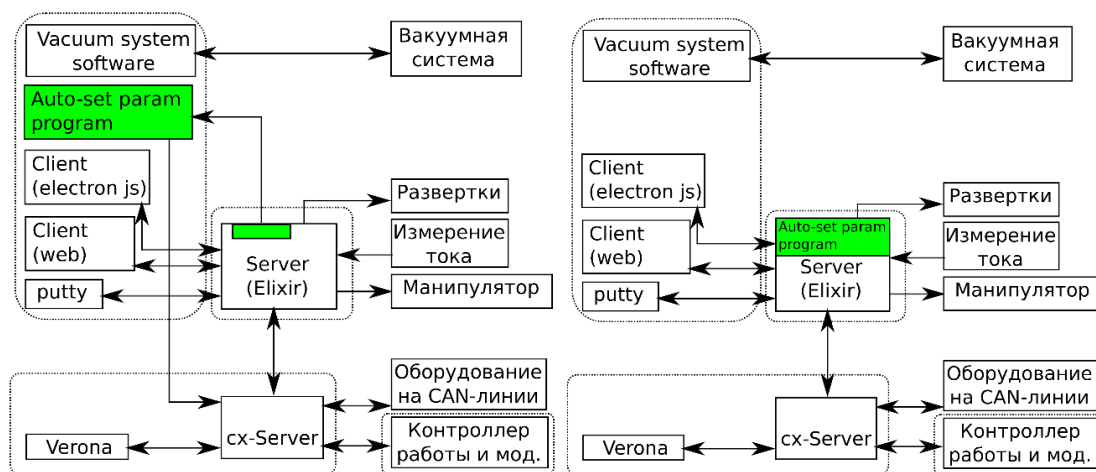 Vacuum system
software
Вакуумная
система
Auto-set param
program
Client
(electron js)
Client
(web)
putty
Server
(Elixir)
Развертки
Измерение
тока
Манипулятор
cx-Server
Verona
Оборудование
на CAN-линии
Контроллер
работы и мод.
Vacuum system
software
Вакуумная
система
Client
(electron js)
Client
(web)
putty
Auto-set param
program
Server
(Elixir)
Развертки
Измерение
тока
Манипулятор
cx-Server
Verona
Оборудование
на CAN-линии
Контроллер
работы и мод.